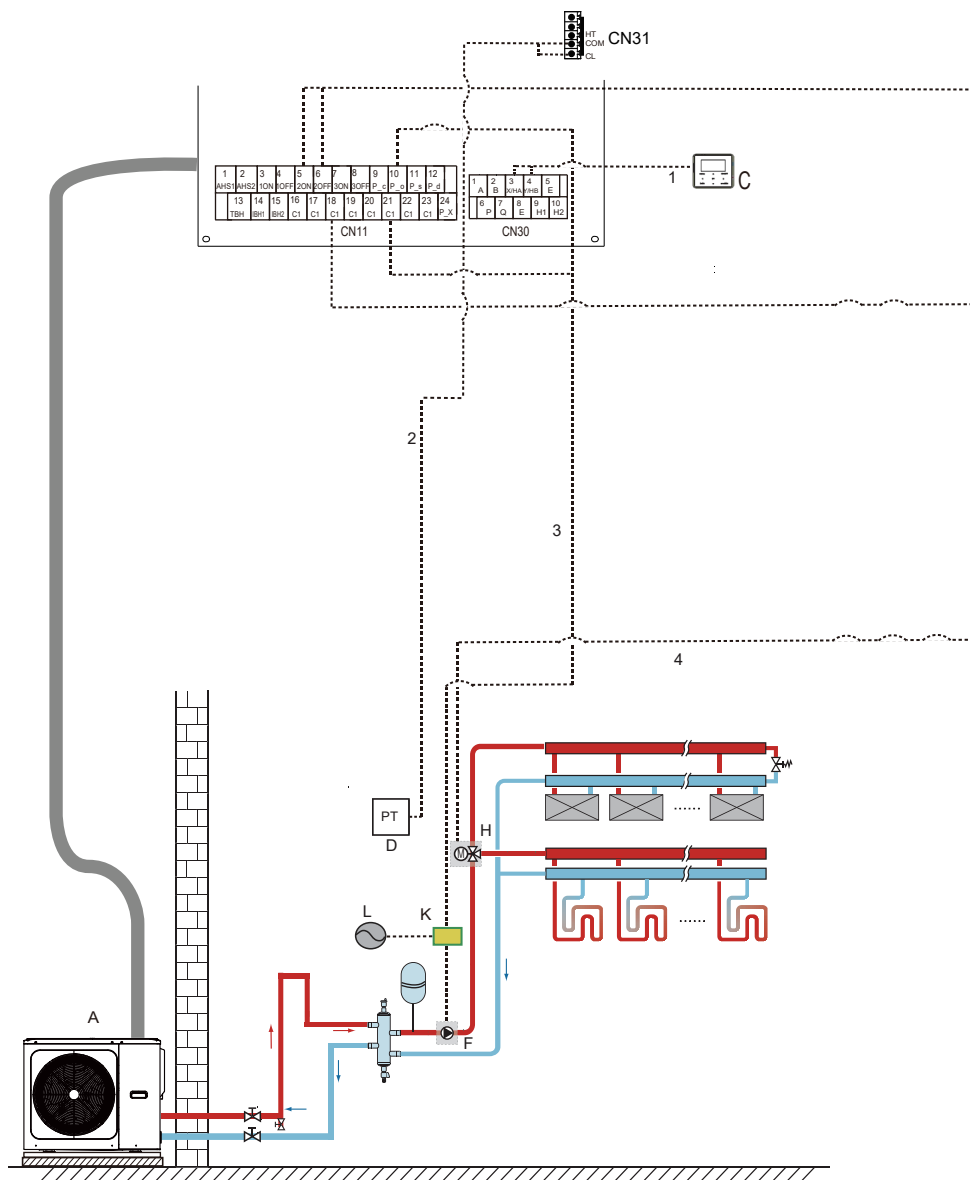 HT
COM CN31
CL
1 2 3 4 5 6 7 8 9 10 11 12
AHS1 AHS2 1ON 1OFF 2ON 2OFF 3ON 3OFF P_c P_o P_s P_d
13 14 15 16 17 18 19 20 21 22 23 24
TBH IBH1 IBH2 C1 C1 C1 C1 C1 C1 C1 C1 P_X
CN11
1 2 3 4 5
A B X/HA Y/HB E
6 7 8 9 10
P Q E H1 H2
CN30
1 C
2
3
4
PT
D
H
M
L K
F
A